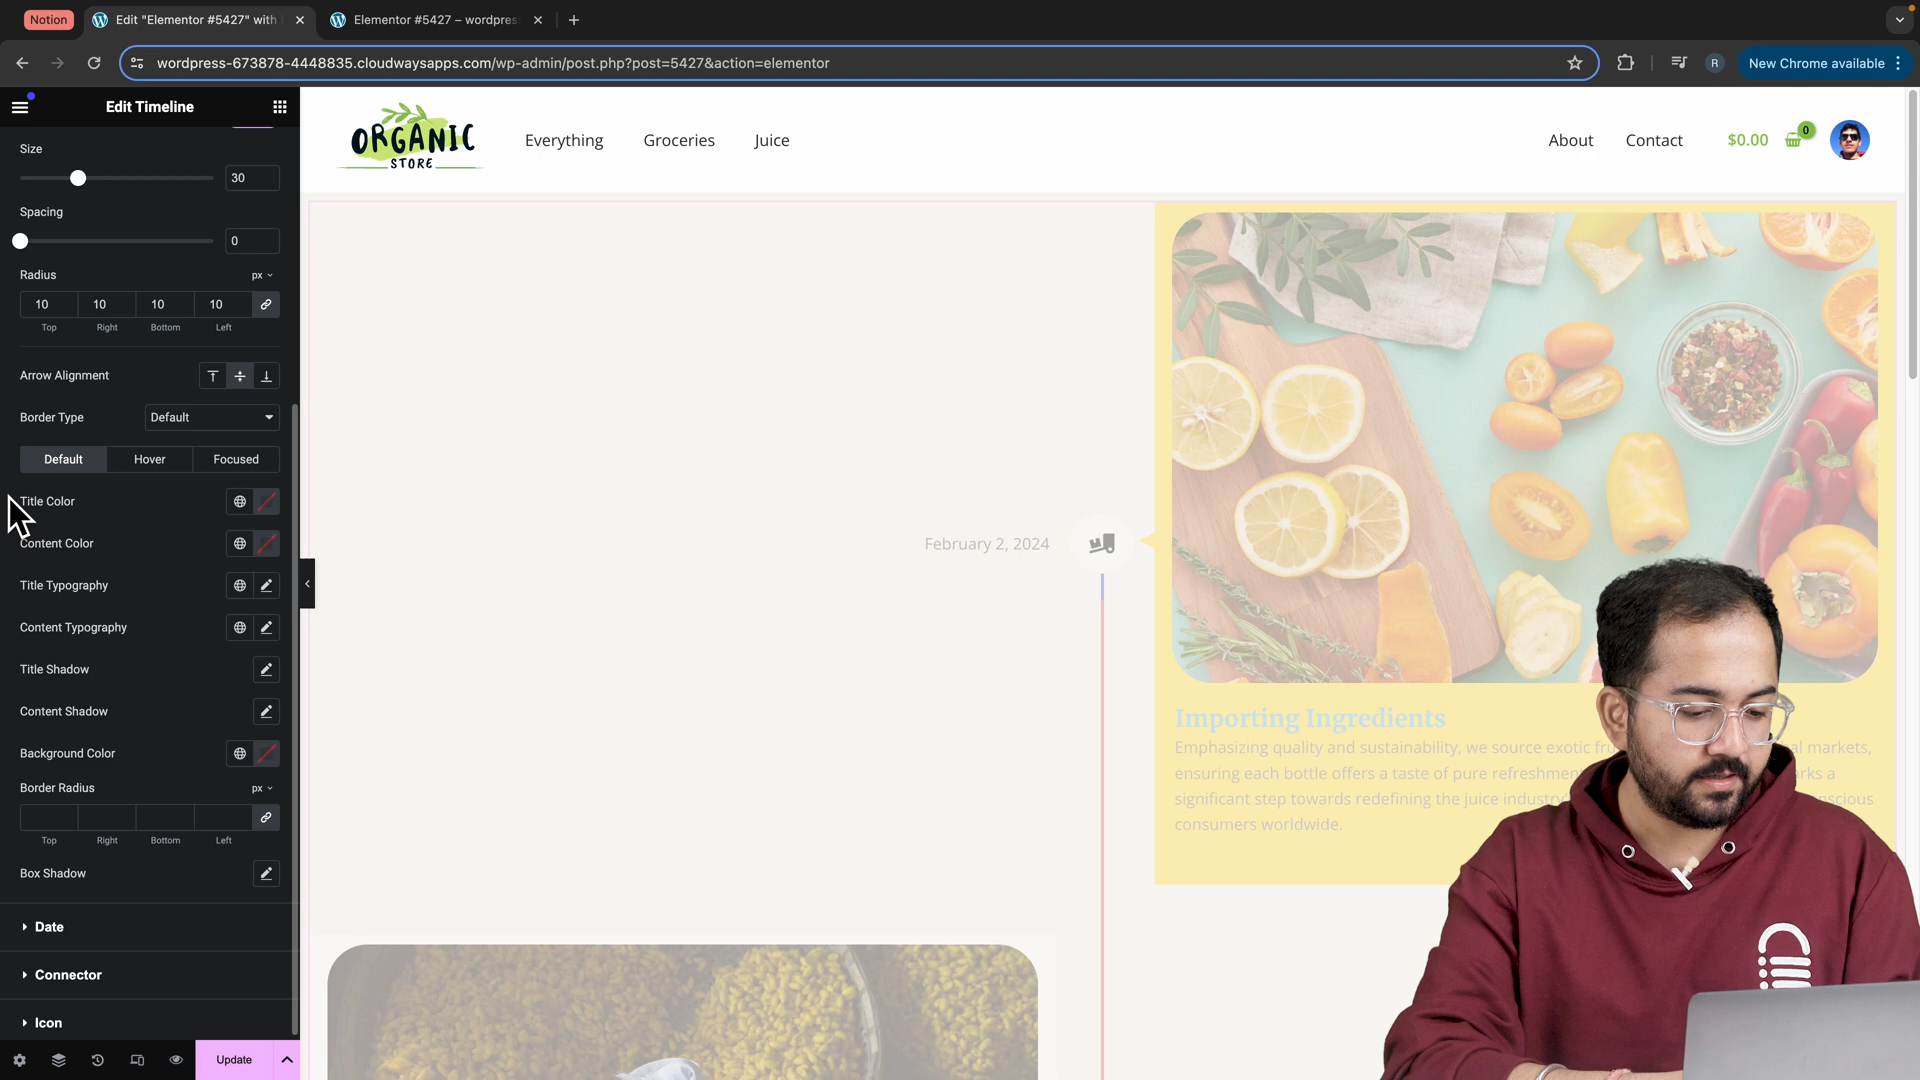 Notion
Edit "Elementor #5427" with
Elementor #5427 – wordpres
wordpress-673878-4448835.cloudwaysapps.com/wp-admin/post.php?post=5427&action=elementor
R
New Chrome available
Edit Timeline
Size
30
Spacing
0
Radius
px
10 10 10 10
Top Right Bottom Left
Arrow Alignment
Border Type
Default
Default Hover Focused
Title Color
Content Color
Title Typography
Content Typography
Title Shadow
Content Shadow
Background Color
Border Radius
px
Top Right Bottom Left
Box Shadow
Date
Connector
Icon
Update
ORGANIC
STORE
Everything Groceries Juice
About Contact $0.00 0
February 2, 2024
Importing Ingredients
Emphasizing quality and sustainability, we source exotic markets,
ensuring each bottle offers a taste of pure refreshmen a
significant step towards redefining the juice industry
consumers worldwide.